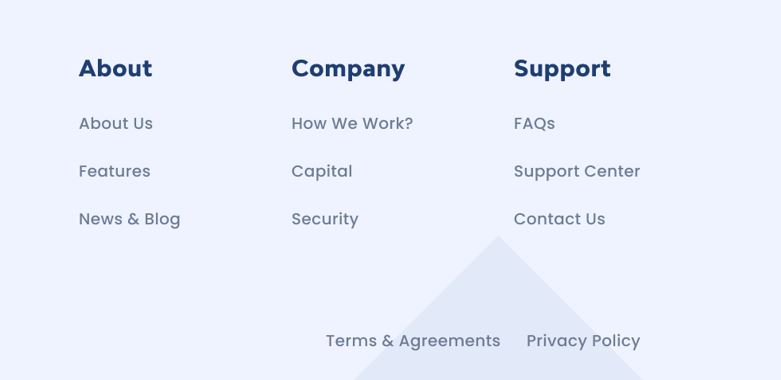 About
About Us
Features
News & Blog
Company
How We Work?
Capital
Security
Support
FAQs
Support Center
Contact Us
Terms & Agreements
Privacy Policy